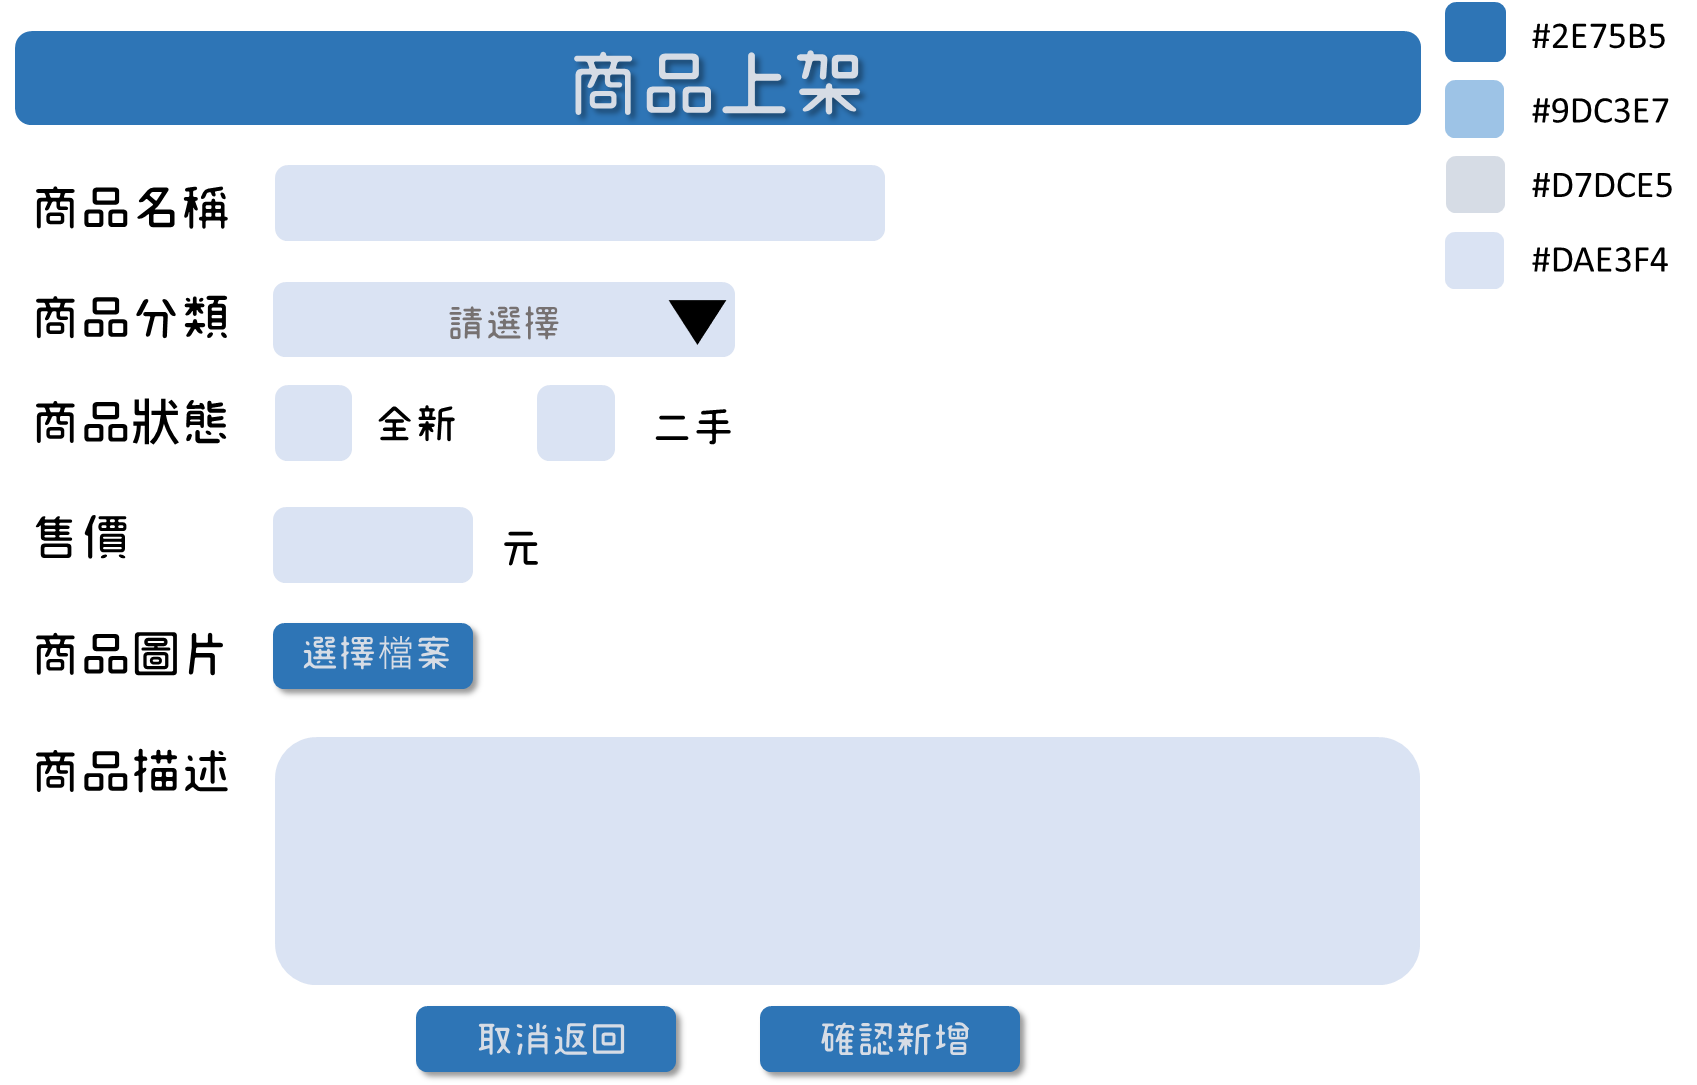 商品上架
#2E75B5
#9DC3E7
#D7DCE5
#DAE3F4
商品名稱
商品分類
請選擇
商品狀態
全新
二手
售價
元
商品圖片
選擇檔案
商品描述
取消返回
確認新增